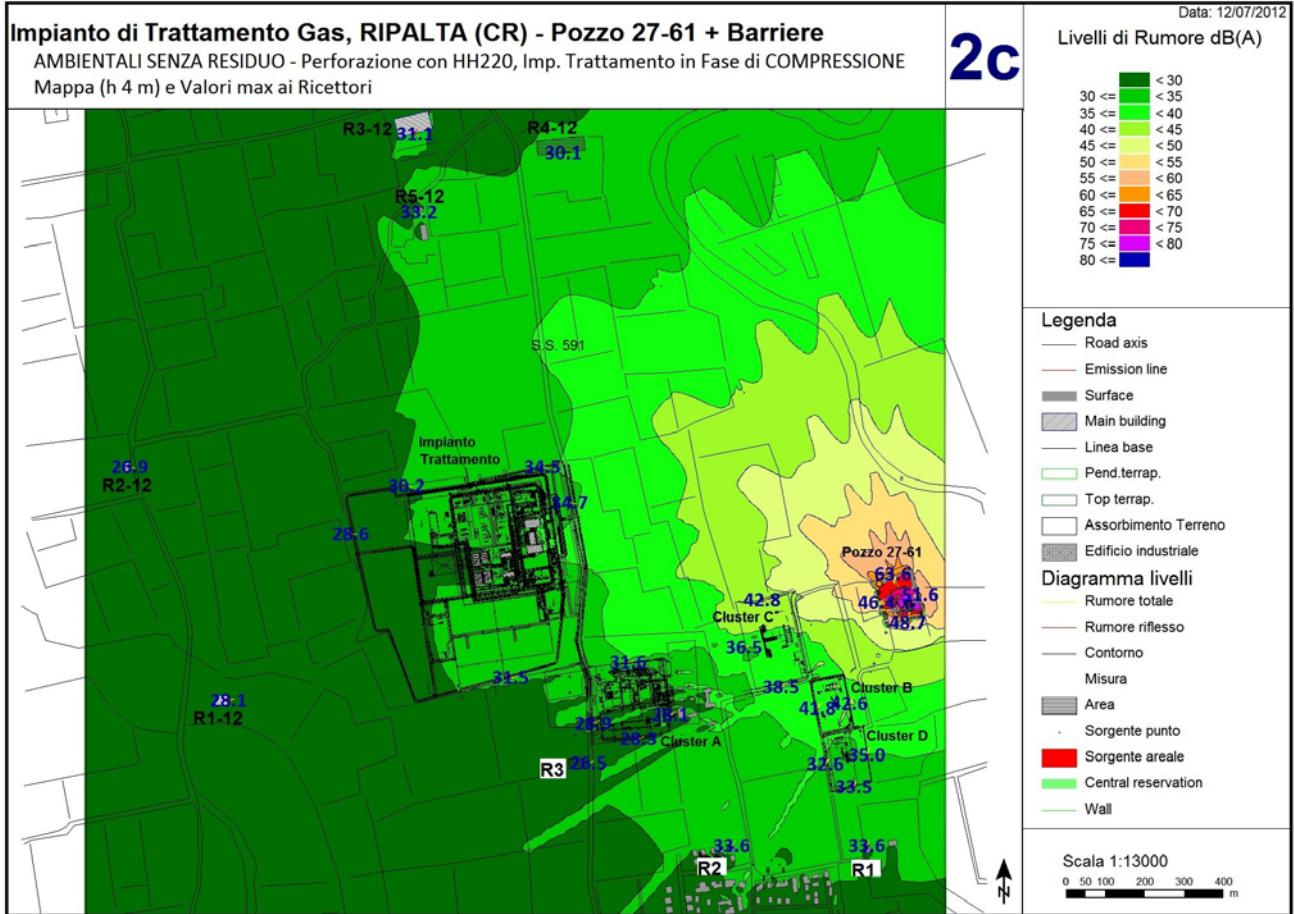 Data: 12/07/2012
Impianto di Trattamento Gas, RIPALTA (CR) - Pozzo 27-61 + Barriere
AMBIENTALI SENZA RESIDUO - Perforazione con HH220, Imp. Trattamento in Fase di COMPRESSIONE
Mappa (h 4 m) e Valori max ai Ricettori
2c
Livelli di Rumore dB(A)
< 30
30 <= < 35
35 <= < 40
40 <= < 45
45 <= < 50
50 <= < 55
55 <= < 60
60 <= < 65
65 <= < 70
70 <= < 75
75 <= < 80
80 <=
R3-12
31.1
R4-12
30.1
R5-12
33.2
S.S. 591
Impianto
Trattamento
26.9
R2-12
30.2
34.5
34.7
28.6
Pozzo 27-61
63.6
51.6
46.4
48.7
42.8
Cluster C
36.5
31.6
31.5
38.5
Cluster B
41.8
42.6
28.1
R1-12
28.9
28.1
28.3
Cluster A
Cluster D
35.0
32.6
33.5
R3
26.5
33.6
R2
33.6
R1
Legenda
Road axis
Emission line
Surface
Main building
Linea base
Pend.terrap.
Top terrap.
Assorbimento Terreno
Edificio industriale
Diagramma livelli
Rumore totale
Rumore riflesso
Contorno
Misura
Area
Sorgente punto
Sorgente areale
Central reservation
Wall
Scala 1:13000
0 50 100 200 300 400
m
N